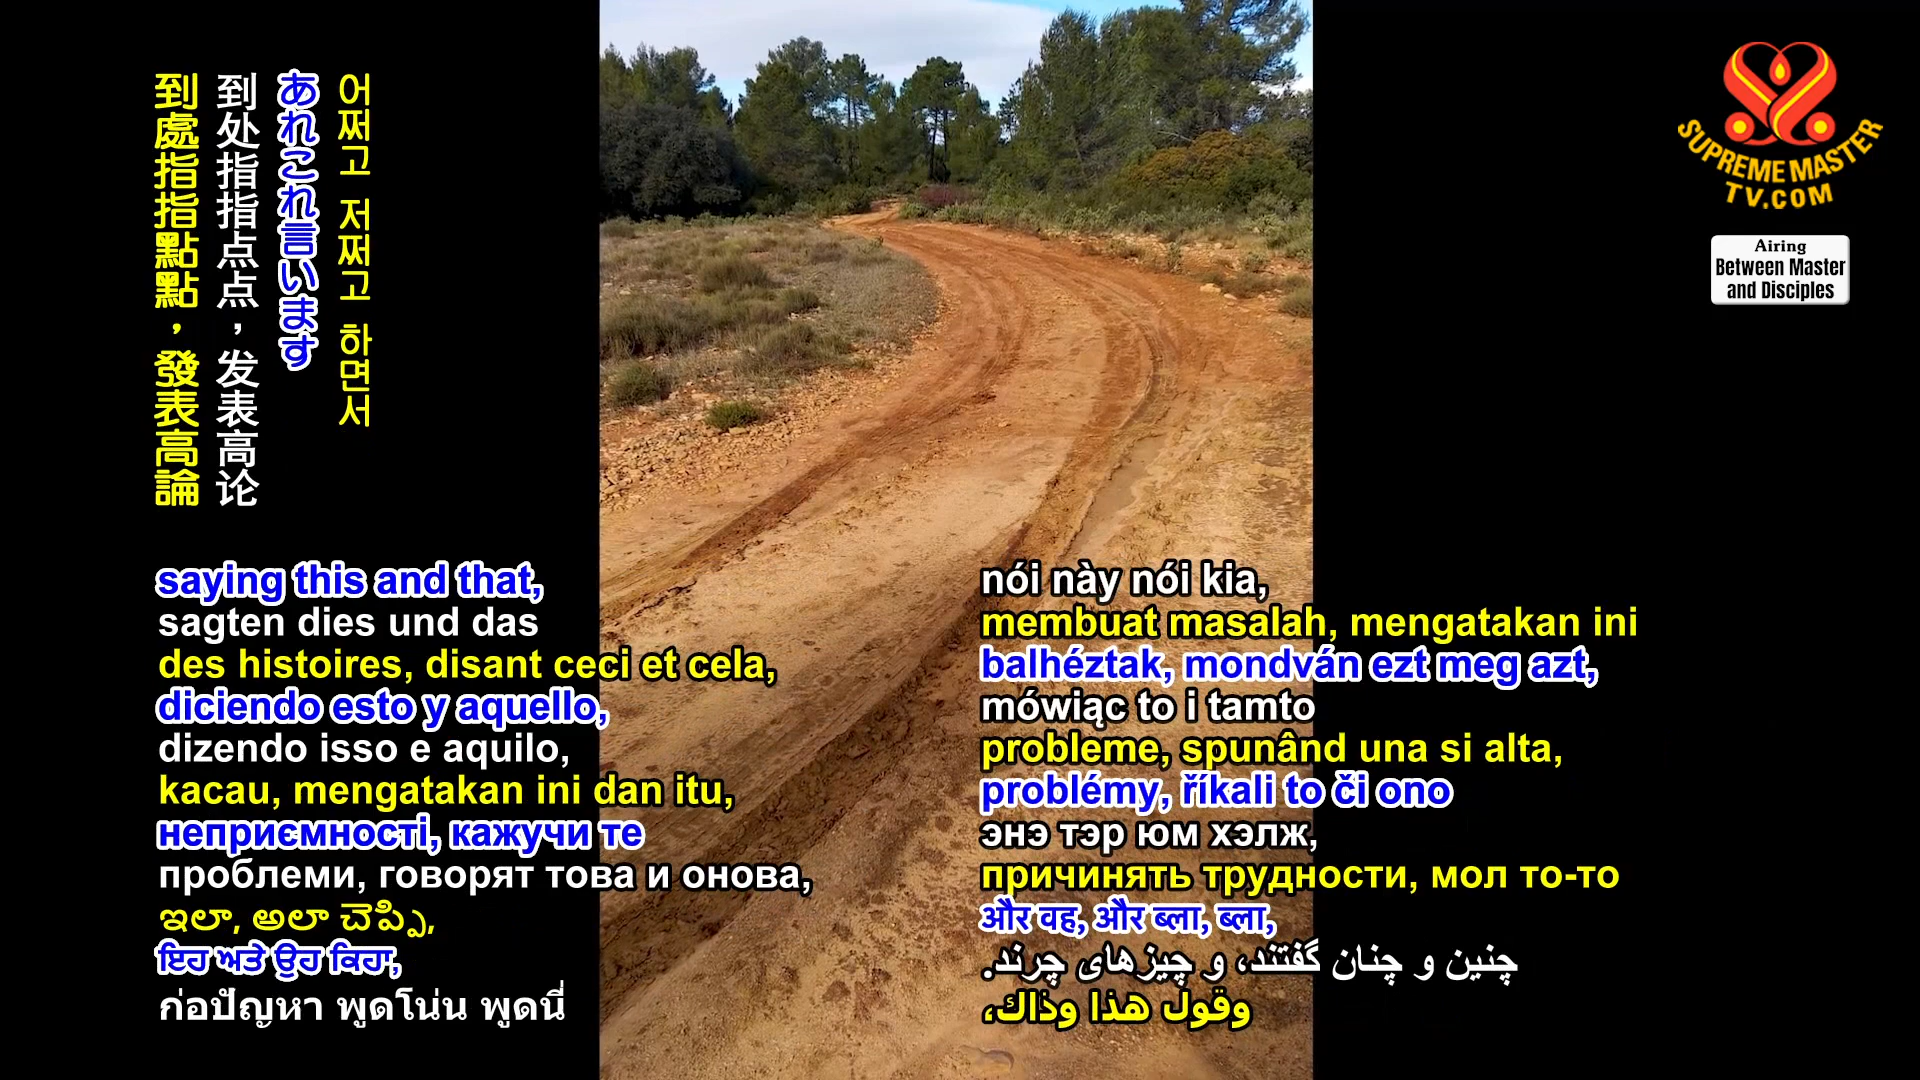 到處指指點點，發表高論
到处指指点点，发表高论
あれこれ言います
어쩌고 저쩌고 하면서
SUPREME MASTER
TV.COM
Airing
Between Master
and Disciples
saying this and that,
sagten dies und das
des histoires, disant ceci et cela,
diciendo esto y aquello,
dizendo isso e aquilo,
kacau, mengatakan ini dan itu,
неприємності, кажучи те
проблеми, говорят това и онова,
ఇలా, అలా చెప్పి,
ਇਹ ਅਤੇ ਉਹ ਕਿਹਾ,
ก่อปัญหา พูดโน่น พูดนี่
nói này nói kia,
membuat masalah, mengatakan ini
balhéztak, mondván ezt meg azt,
mówiąc to i tamto
probleme, spunând una si alta,
problémy, říkali to či ono
энэ тэр юм хэлж,
причинять трудности, мол то-то
और वह, और ब्ला, ब्ला,
چنین و چنان گفتند، و چیزهای چرند.
وقول هذا وذاك،